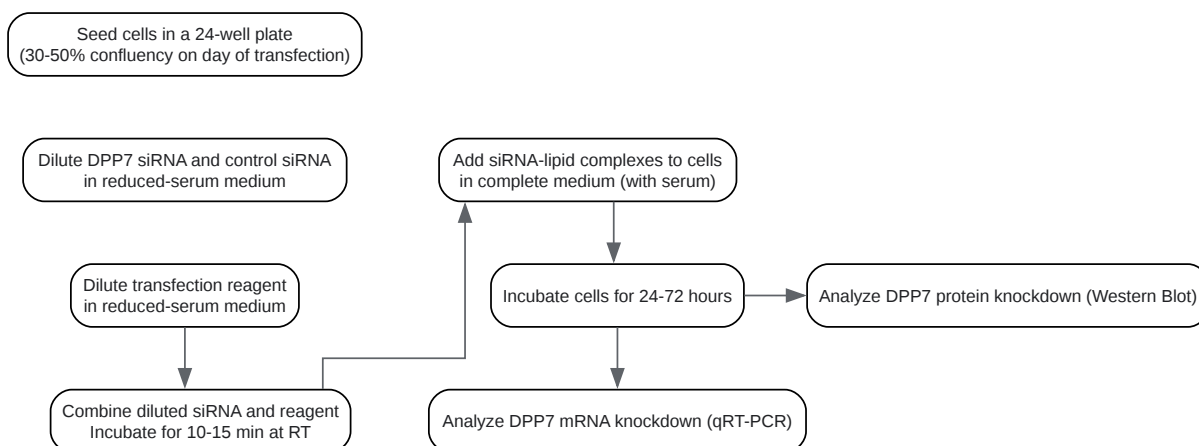 Seed cells in a 24-well plate
(30-50% confluency on day of transfection)
Dilute DPP7 siRNA and control siRNA
in reduced-serum medium
Dilute transfection reagent
in reduced-serum medium
Combine diluted siRNA and reagent
Incubate for 10-15 min at RT
Add siRNA-lipid complexes to cells
in complete medium (with serum)
Incubate cells for 24-72 hours
Analyze DPP7 protein knockdown (Western Blot)
Analyze DPP7 mRNA knockdown (qRT-PCR)